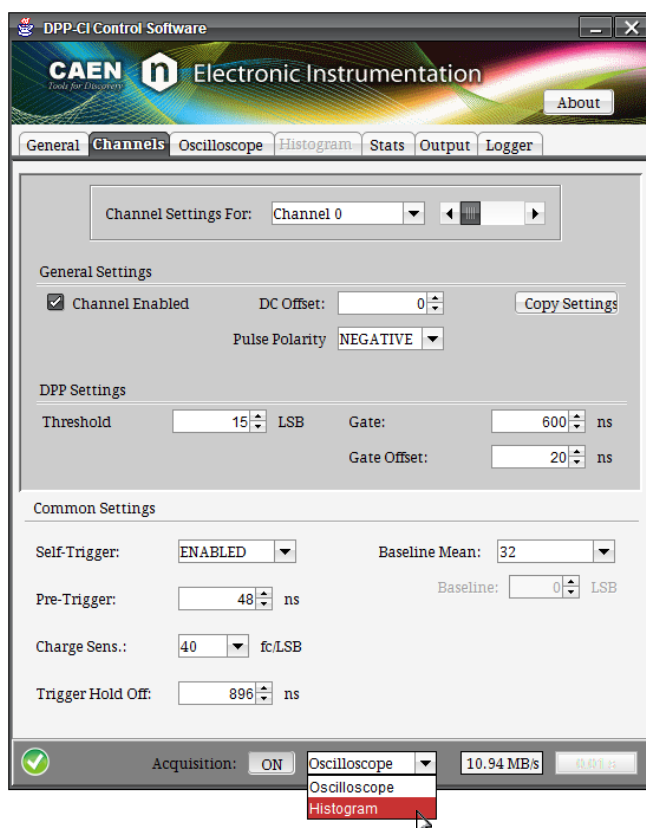 DPP-CI Control Software
CAEN n Electronic Instrumentation
Tools for Discovery
About
General Channels Oscilloscope Histogram Stats Output Logger
Channel Settings For: Channel 0
General Settings
Channel Enabled DC Offset: 0 Copy Settings
Pulse Polarity NEGATIVE
DPP Settings
Threshold 15 LSB Gate: 600 ns
Gate Offset: 20 ns
Common Settings
Self-Trigger: ENABLED Baseline Mean: 32
Baseline: 0 LSB
Pre-Trigger: 48 ns
Charge Sens.: 40 fc/LSB
Trigger Hold Off: 896 ns
Acquisition: ON Oscilloscope 10.94 MB/s 0.01 s
Oscilloscope
Histogram